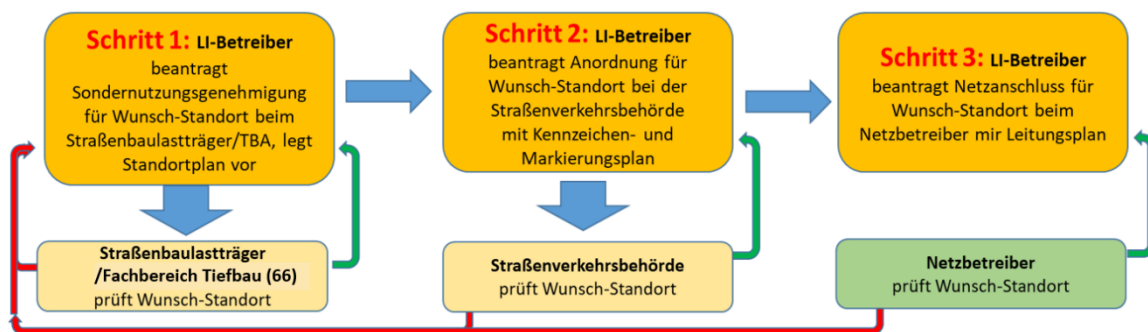 Schritt 1: LI-Betreiber
beantragt
Sondernutzungsgenehmigung
für Wunsch-Standort beim
Straßenbaulastträger/TBA, legt
Standortplan vor
Schritt 2: LI-Betreiber
beantragt Anordnung für
Wunsch-Standort bei der
Straßenverkehrsbehörde
mit Kennzeichen- und
Markierungsplan
Schritt 3: LI-Betreiber
beantragt Netzanschluss für
Wunsch-Standort beim
Netzbetreiber mir Leitungsplan
Straßenbaulastträger
/Fachbereich Tiefbau (66)
prüft Wunsch-Standort
Straßenverkehrsbehörde
prüft Wunsch-Standort
Netzbetreiber
prüft Wunsch-Standort